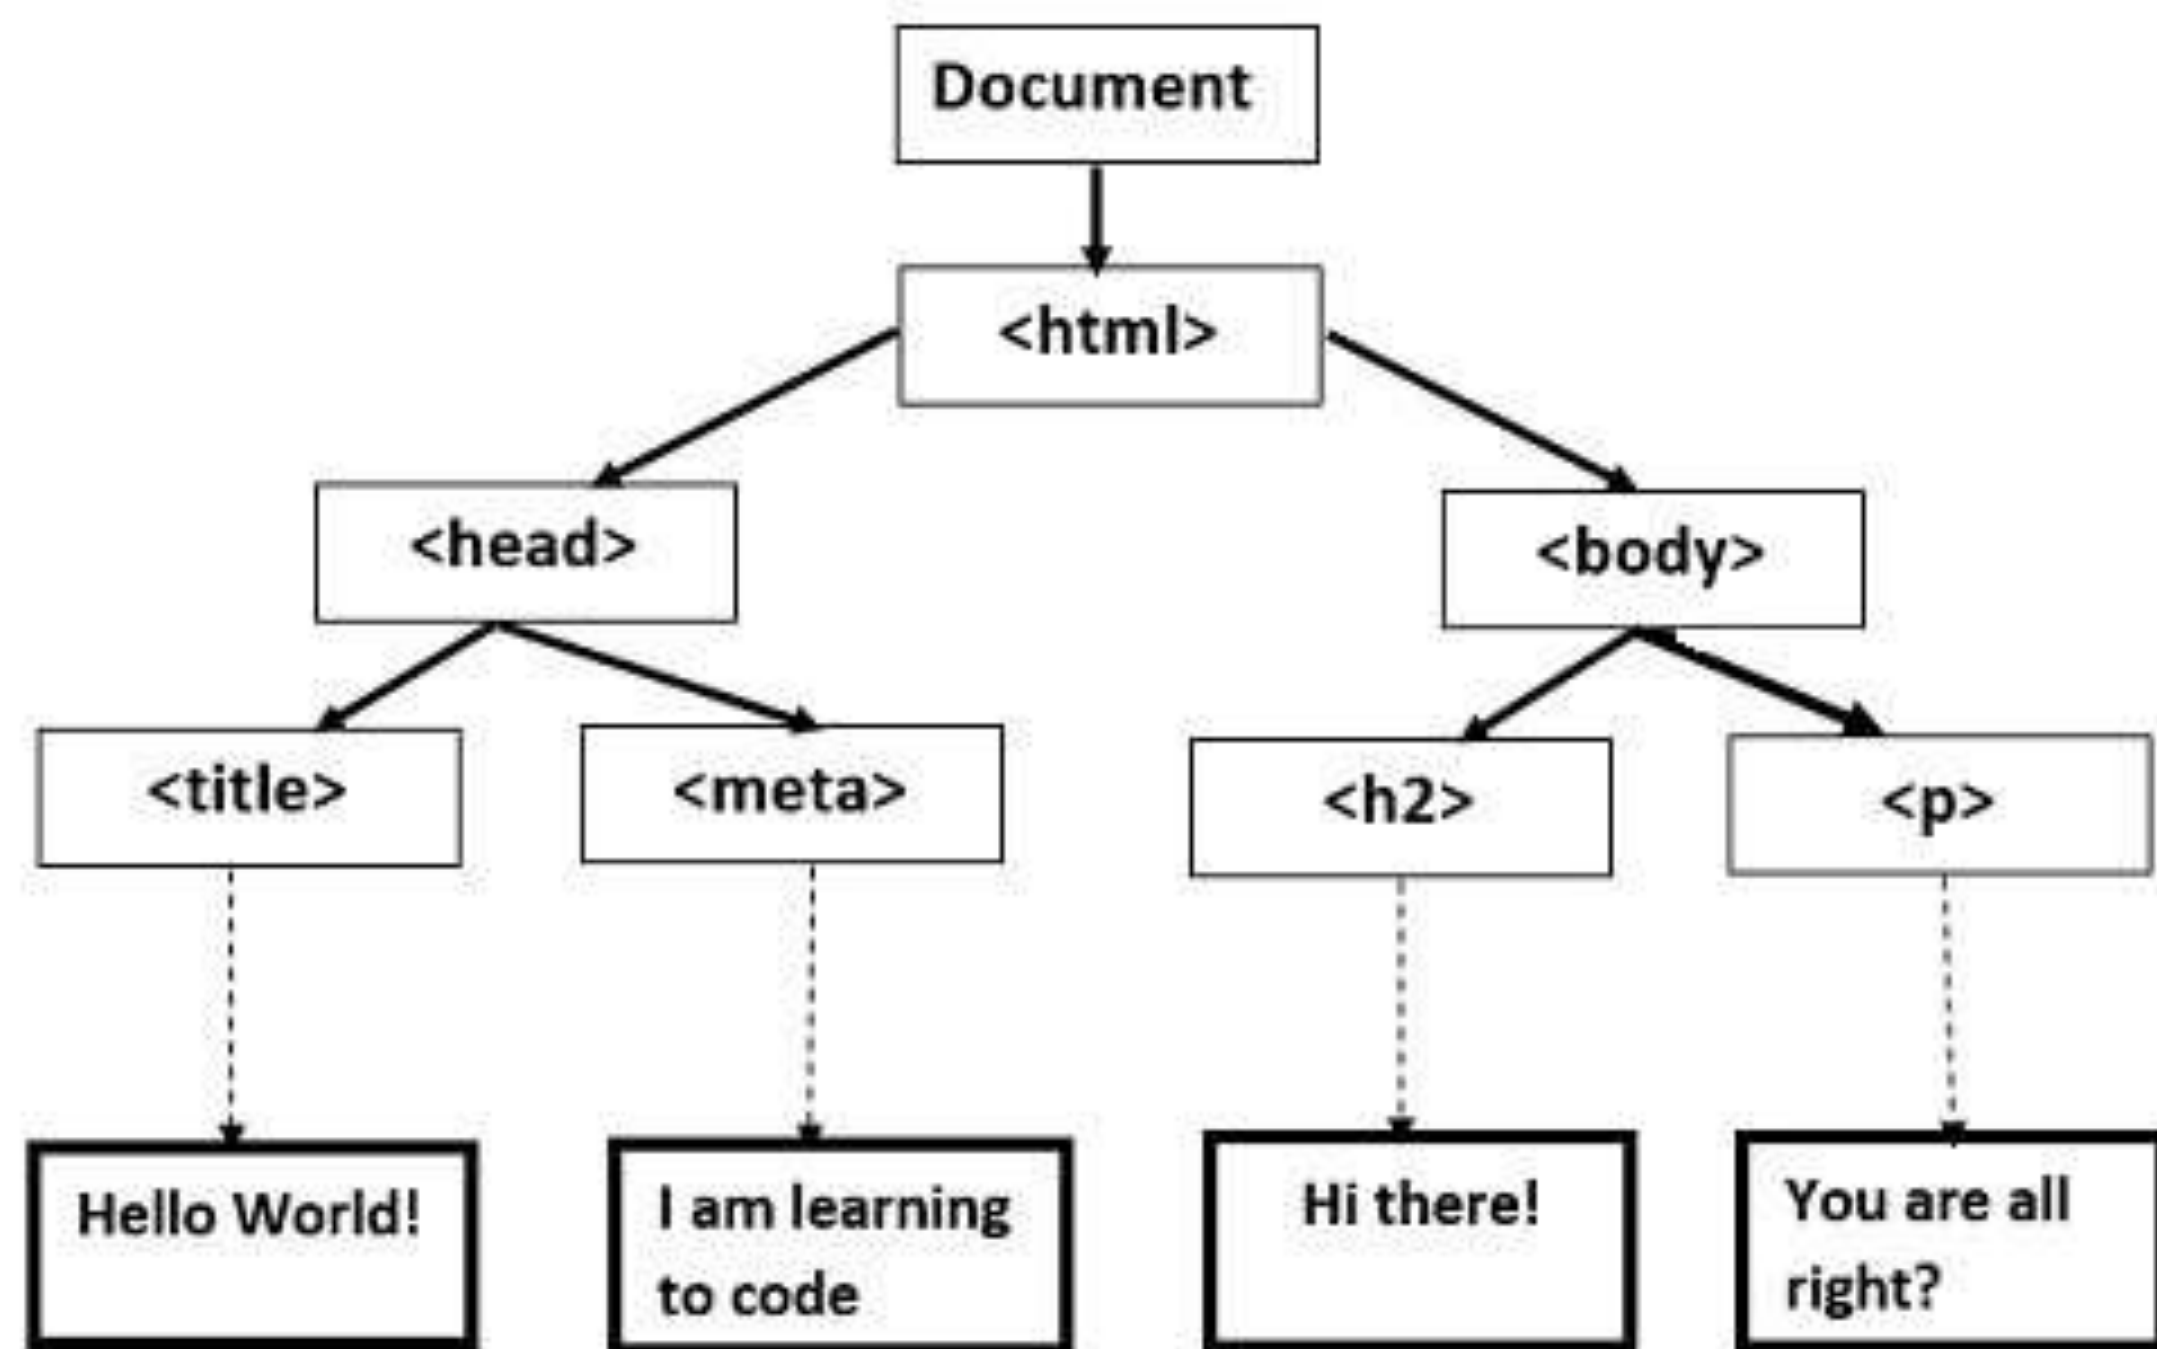 Document
<html>
<head>
<body>
<title>
<meta>
<h2>
<p>
Hello World!
I am learning
to code
Hi there!
You are all
right?